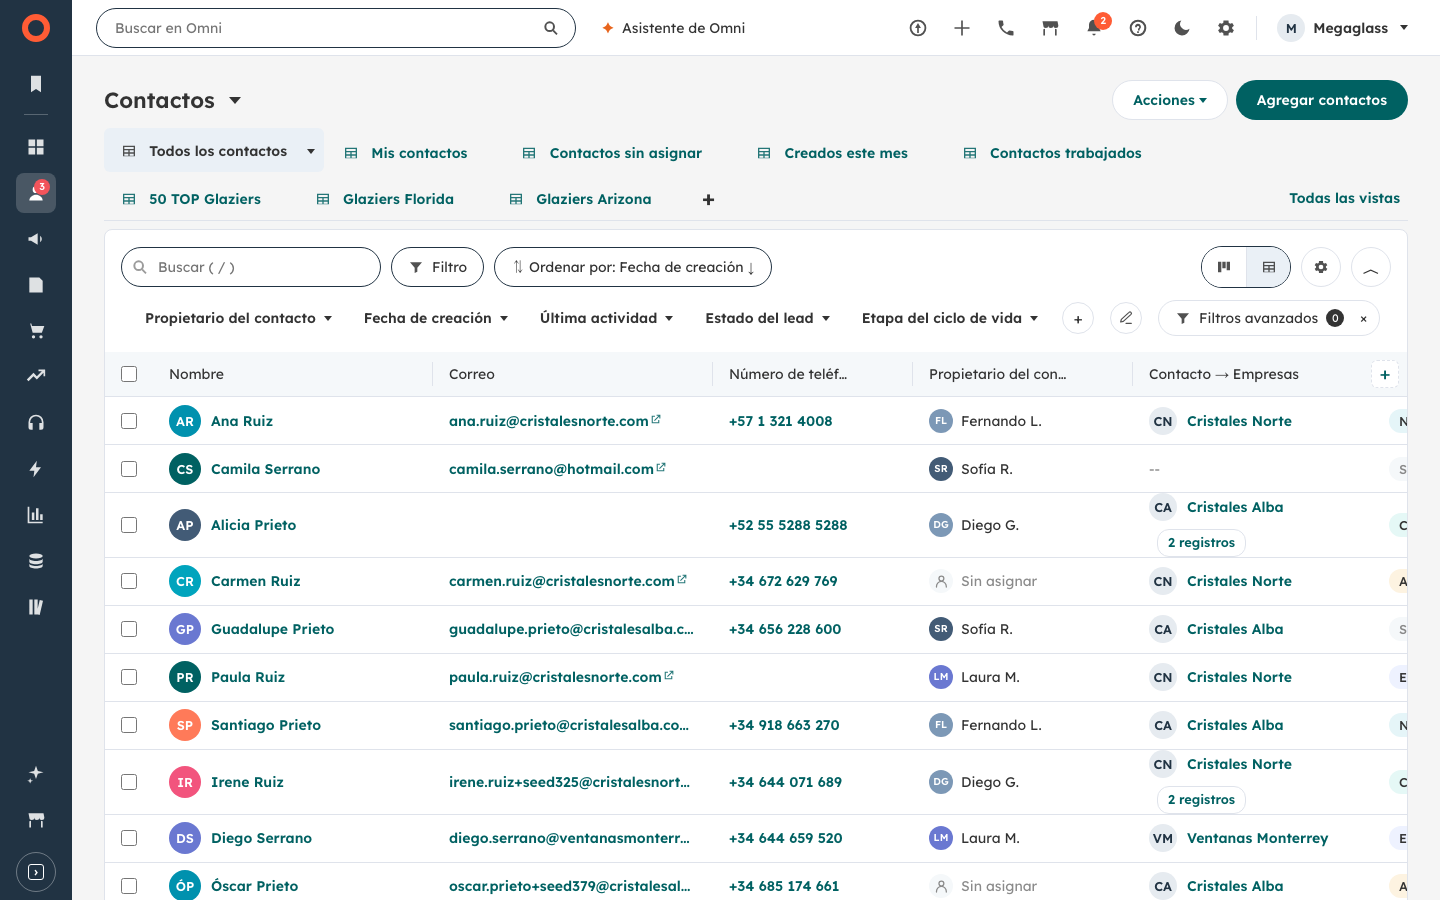 Buscar en Omni
Asistente de Omni
2
M
Megaglass
3
Contactos
Acciones
Agregar contactos
Todos los contactos
Mis contactos
Contactos sin asignar
Creados este mes
Contactos trabajados
50 TOP Glaziers
Glaziers Florida
Glaziers Arizona
+
Todas las vistas
Buscar ( / )
Filtro
Ordenar por: Fecha de creación ↓
Propietario del contacto
Fecha de creación
Última actividad
Estado del lead
Etapa del ciclo de vida
+
Filtros avanzados
0
×
Nombre
Correo
Número de teléf...
Propietario del con...
Contacto → Empresas
+
AR Ana Ruiz ana.ruiz@cristalesnorte.com +57 1 321 4008 FL Fernando L. CN Cristales Norte N
CS Camila Serrano camila.serrano@hotmail.com SR Sofía R. -- S
AP Alicia Prieto +52 55 5288 5288 DG Diego G. CA Cristales Alba C
2 registros
CR Carmen Ruiz carmen.ruiz@cristalesnorte.com +34 672 629 769 Sin asignar CN Cristales Norte A
GP Guadalupe Prieto guadalupe.prieto@cristalesalba.c... +34 656 228 600 SR Sofía R. CA Cristales Alba S
PR Paula Ruiz paula.ruiz@cristalesnorte.com LM Laura M. CN Cristales Norte E
SP Santiago Prieto santiago.prieto@cristalesalba.co... +34 918 663 270 FL Fernando L. CA Cristales Alba N
IR Irene Ruiz irene.ruiz+seed325@cristalesnort... +34 644 071 689 DG Diego G. CN Cristales Norte C
2 registros
DS Diego Serrano diego.serrano@ventanasmonterr... +34 644 659 520 LM Laura M. VM Ventanas Monterrey E
ÓP Óscar Prieto oscar.prieto+seed379@cristalesal... +34 685 174 661 Sin asignar CA Cristales Alba A